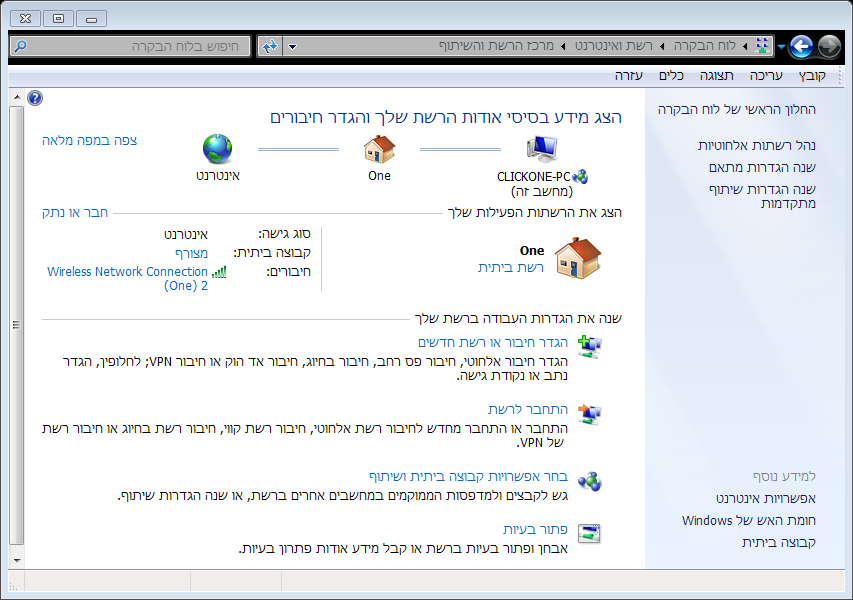 לוח הבקרה ◂ רשת ואינטרנט ◂ מרכז הרשת והשיתוף
חיפוש בלוח הבקרה
קובץ עריכה תצוגה כלים עזרה
החלון הראשי של לוח הבקרה
נהל רשתות אלחוטיות
שנה הגדרות מתאם
שנה הגדרות שיתוף
מתקדמות
הצג מידע בסיסי אודות הרשת שלך והגדר חיבורים
צפה במפה מלאה
CLICKONE-PC
(מחשב זה)
One
אינטרנט
הצג את הרשתות הפעילות שלך
חבר או נתק
One
רשת ביתית
סוג גישה: אינטרנט
קבוצה ביתית: מצורף
חיבורים: Wireless Network Connection
2 (One)
שנה את הגדרות העבודה ברשת שלך
הגדר חיבור או רשת חדשים
הגדר חיבור אלחוטי, חיבור פס רחב, חיבור בחיוג, חיבור אד הוק או חיבור VPN; לחלופין, הגדר
נתב או נקודת גישה.
התחבר לרשת
התחבר או התחבר מחדש לחיבור רשת אלחוטי, חיבור רשת קווי, חיבור רשת בחיוג או חיבור רשת
של VPN.
בחר אפשרויות קבוצה ביתית ושיתוף
גש לקבצים ולמדפסות הממוקמים במחשבים אחרים ברשת, או שנה הגדרות שיתוף.
פתור בעיות
אבחן ופתור בעיות ברשת או קבל מידע אודות פתרון בעיות.
למידע נוסף
אפשרויות אינטרנט
חומת האש של Windows
קבוצה ביתית